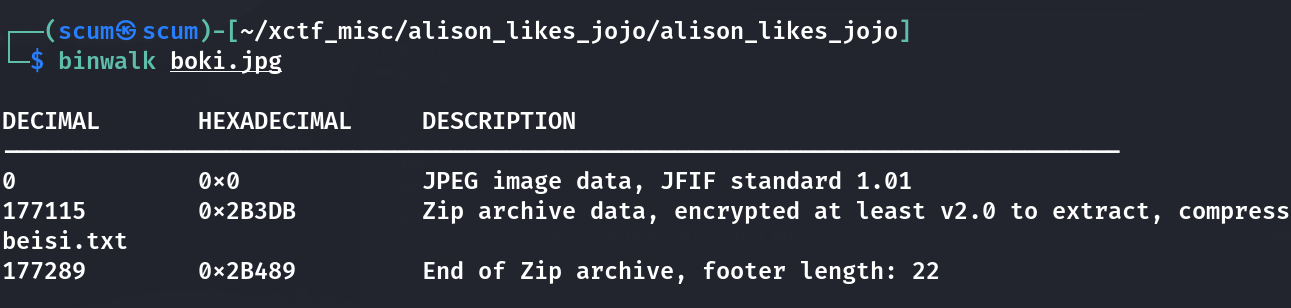 ┌──(scum㉿scum)-[~/xctf_misc/alison_likes_jojo/alison_likes_jojo]
└─$ binwalk boki.jpg
DECIMAL       HEXADECIMAL     DESCRIPTION
0             0×0             JPEG image data, JFIF standard 1.01
177115        0×2B3DB         Zip archive data, encrypted at least v2.0 to extract, compress
beisi.txt
177289        0×2B489         End of Zip archive, footer length: 22